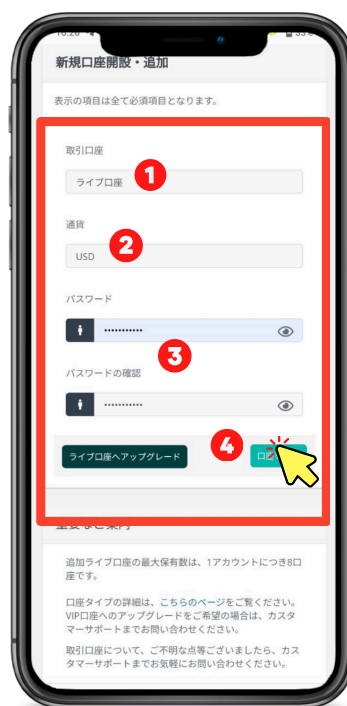 新規口座開設・追加
表示の項目は全て必須項目となります。
取引口座
ライブ口座
1
通貨
USD
2
パスワード
3
パスワードの確認
ライブ口座へアップグレード
4
追加ライブ口座の最大保有数は、1アカウントにつき8口
座です。
口座タイプの詳細は、こちらのページをご覧ください。
VIP口座へのアップグレードをご希望の場合は、カスタ
マーサポートまでお問い合わせください。
取引口座について、ご不明な点等ございましたら、カス
タマーサポートまでお気軽にお問い合わせください。